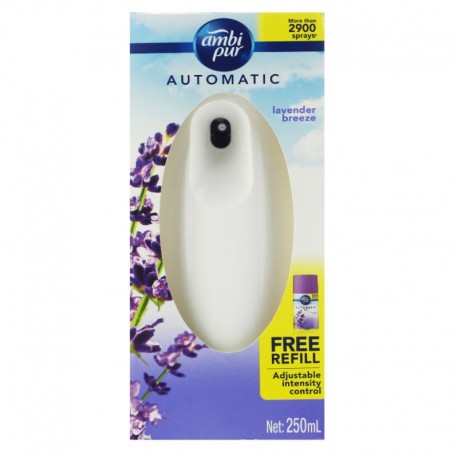 More than
2900
sprays*
ambi
pur
AUTOMATIC
lavender
breeze
FREE
REFILL
Adjustable
intensity
control
Net: 250mL